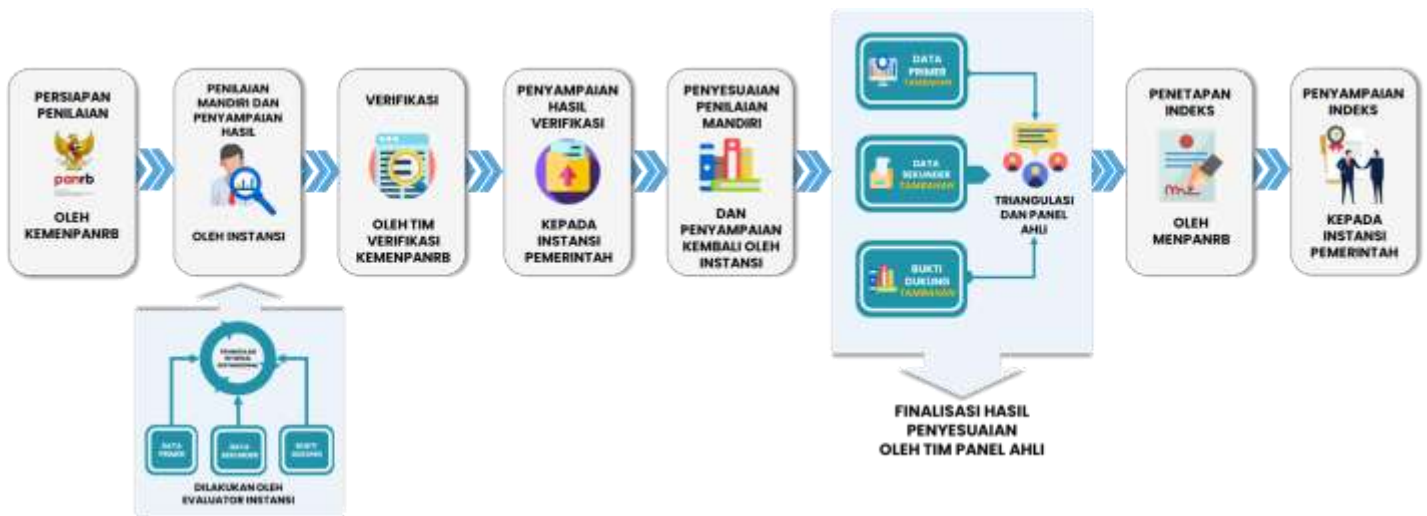 PERSIAPAN
PENILAIAN
panrb
OLEH
KEMENPANRB
PENILAIAN
MANDIRI DAN
PENYAMPAIAN
HASIL
OLEH INSTANSI
VERIFIKASI
OLEH TIM
VERIFIKASI
KEMENPANRB
PENYAMPAIAN
HASIL
VERIFIKASI
KEPADA
INSTANSI
PEMERINTAH
PENYESUAIAN
PENILAIAN
MANDIRI
DAN
PENYAMPAIAN
KEMBALI OLEH
INSTANSI
DATA
PRIMER
TAMBAHAN
DATA
SEKUNDER
TAMBAHAN
BUKTI
DUKUNG
TAMBAHAN
TRIANGULASI
DAN PANEL
AHLI
PENETAPAN
INDEKS
OLEH
MENPANRB
PENYAMPAIAN
INDEKS
KEPADA
INSTANSI
PEMERINTAH
DATA
PRIMER
DATA
SEKUNDER
BUKTI
DUKUNG
DILAKUKAN OLEH
EVALUATOR INSTANSI
FINALISASI HASIL
PENYESUAIAN
OLEH TIM PANEL AHLI